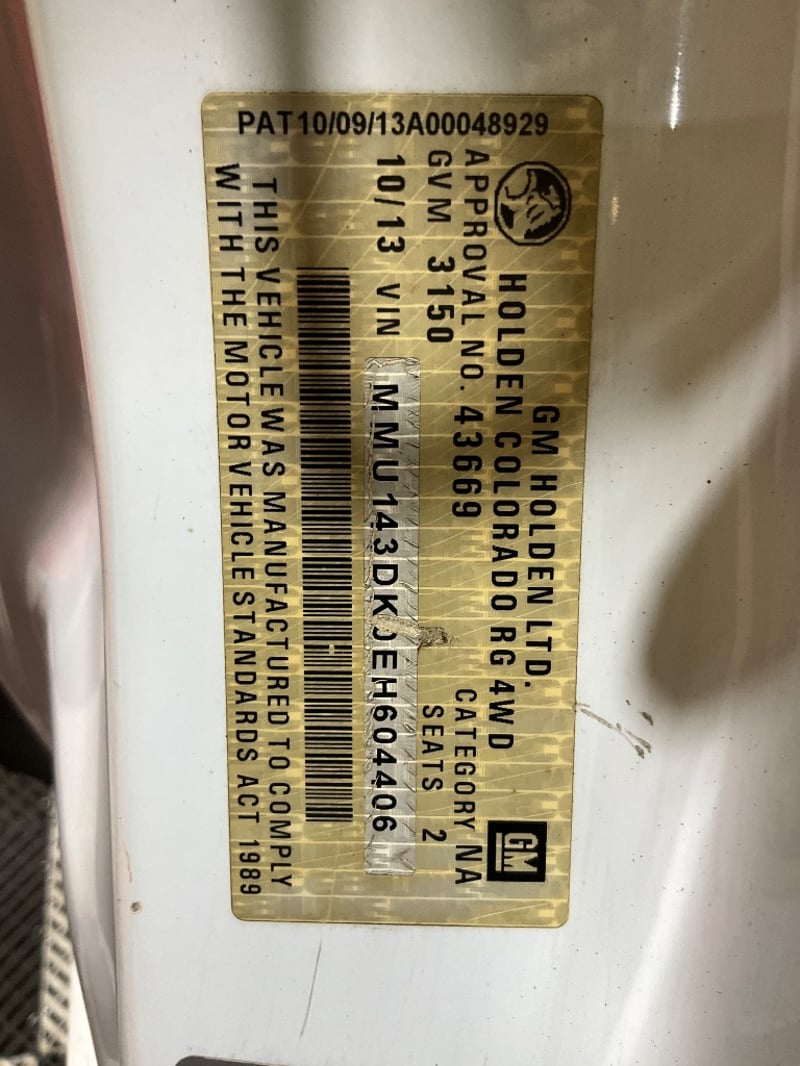 PAT10/09/13A00048929
GM HOLDEN LTD.
HOLDEN COLORADO RG 4WD
GM
APPROVAL NO. 43669 CATEGORY NA
GVM 3150 SEATS 2
10/13 VIN MMU143DK0EH604406
THIS VEHICLE WAS MANUFACTURED TO COMPLY
WITH THE MOTOR VEHICLE STANDARDS ACT 1989